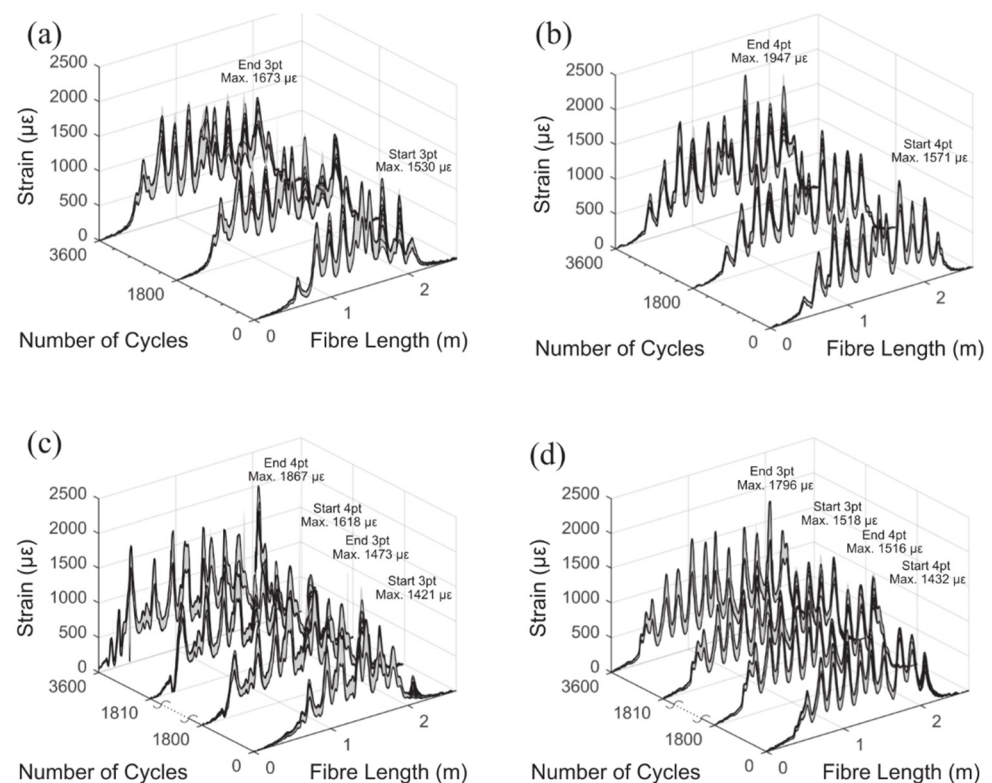 (a)
End 3pt
Max. 1673 µε
Start 3pt
Max. 1530 µε
2500
2000
1500
1000
500
0
Strain (µε)
3600
1800
0
Number of Cycles
0
1
2
Fibre Length (m)
(b)
End 4pt
Max. 1947 µε
Start 4pt
Max. 1571 µε
2500
2000
1500
1000
500
0
Strain (µε)
3600
1800
0
Number of Cycles
0
1
2
Fibre Length (m)
(c)
End 4pt
Max. 1867 µε
Start 4pt
Max. 1618 µε
End 3pt
Max. 1473 µε
Start 3pt
Max. 1421 µε
2500
2000
1500
1000
500
0
Strain (µε)
3600
1810
1800
0
Number of Cycles
0
1
2
Fibre Length (m)
(d)
End 3pt
Max. 1796 µε
Start 3pt
Max. 1518 µε
End 4pt
Max. 1516 µε
Start 4pt
Max. 1432 µε
2500
2000
1500
1000
500
0
Strain (µε)
3600
1810
1800
0
Number of Cycles
0
1
2
Fibre Length (m)